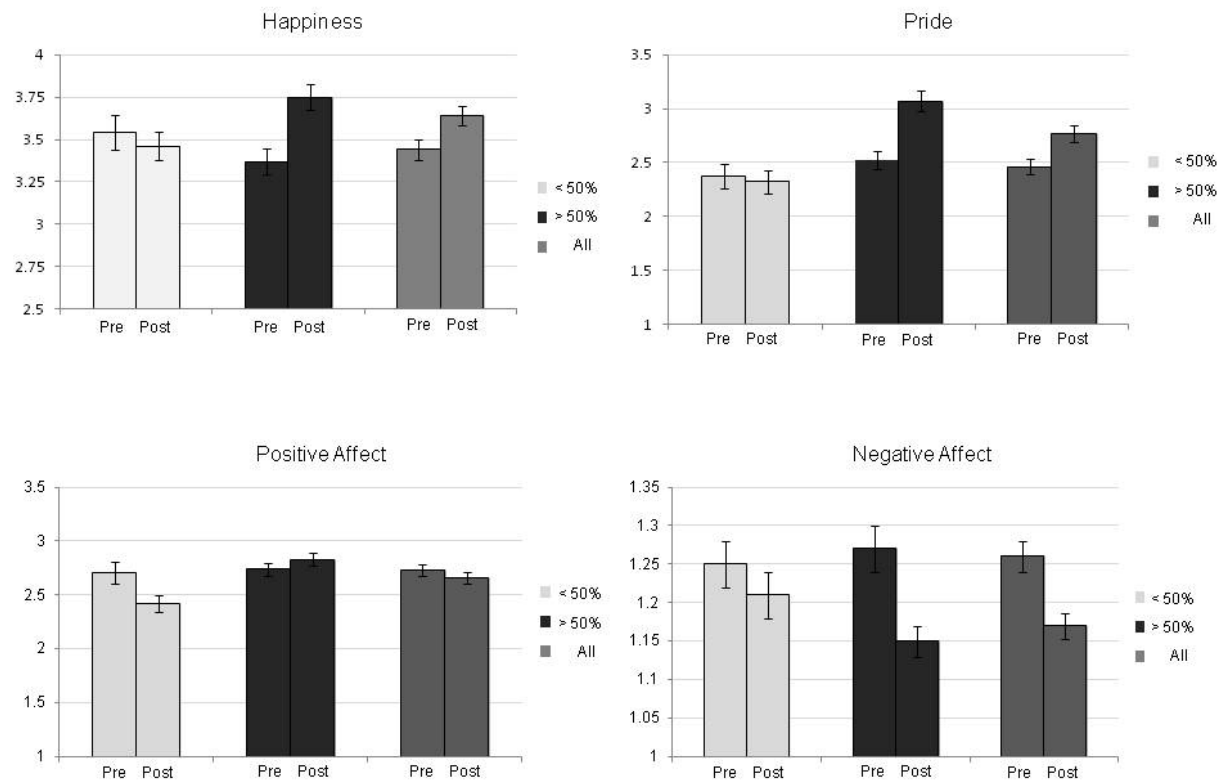 Happiness
4
3.75
3.5
3.25
3
2.75
2.5
Pre Post Pre Post Pre Post
< 50%
> 50%
All
Pride
3.5
3
2.5
2
1.5
1
Pre Post Pre Post Pre Post
< 50%
> 50%
All
Positive Affect
3.5
3
2.5
2
1.5
1
Pre Post Pre Post Pre Post
< 50%
> 50%
All
Negative Affect
1.35
1.3
1.25
1.2
1.15
1.1
1.05
1
Pre Post Pre Post Pre Post
< 50%
> 50%
All